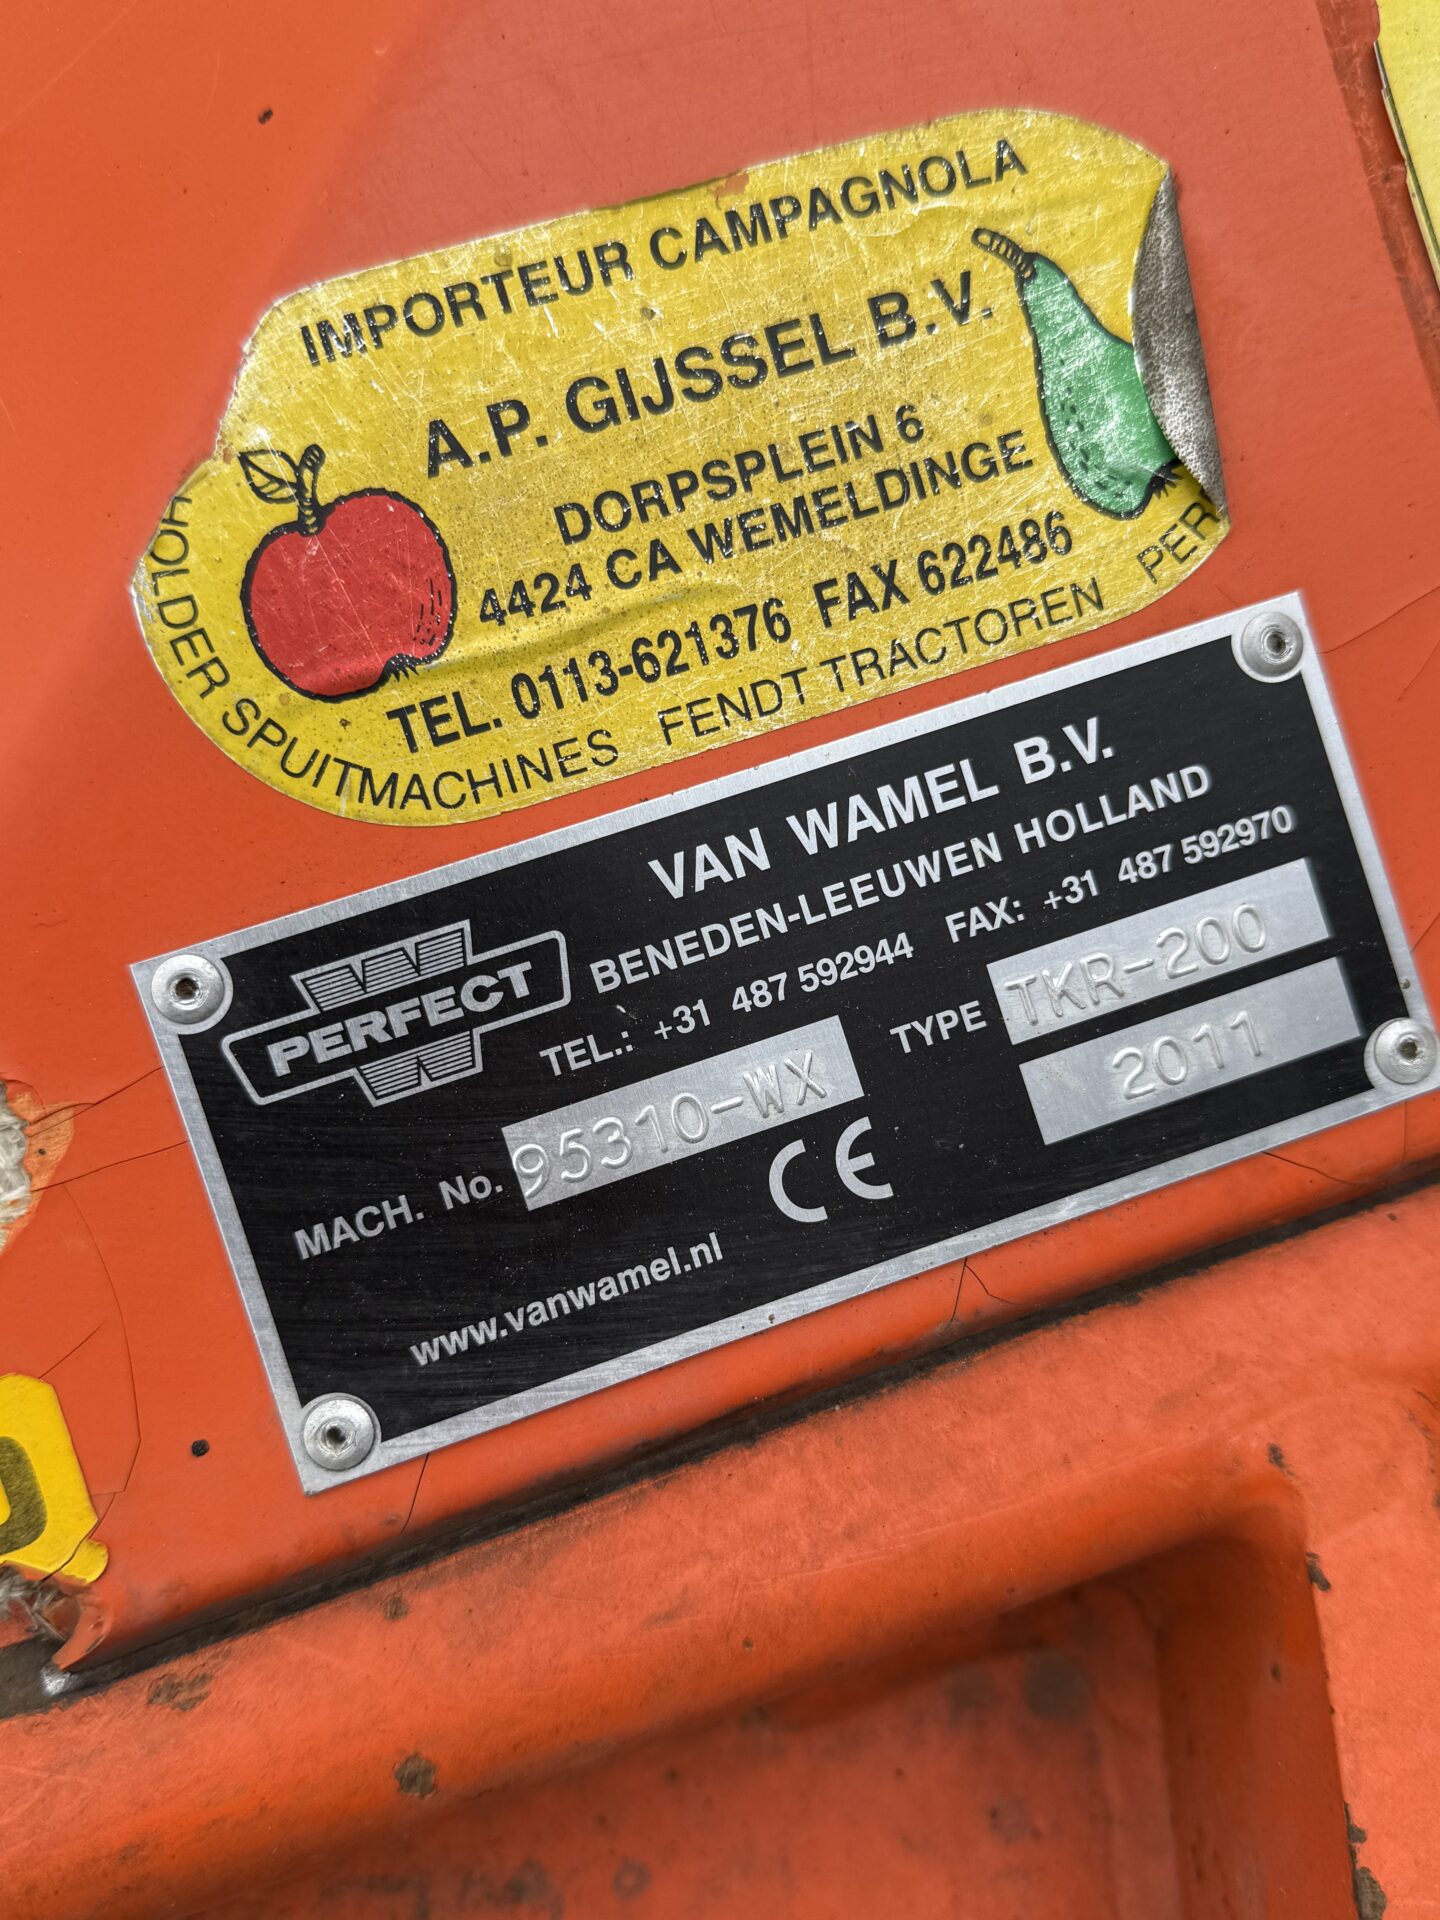 IMPORTEUR CAMPAGNOLA
A.P. GIJSSEL B.V.
DORPSPLEIN 6
4424 CA WEMELDINGE
TEL. 0113-621376 FAX 622486
HOLDER SPUITMACHINES FENDT TRACTOREN
VAN WAMEL B.V.
BENEDEN-LEEUWEN HOLLAND
TEL.: +31 487 592944 FAX: +31 487 592970
PERFECT
TYPE TKR-200
MACH. No. 95310-WX
2011
CE
www.vanwamel.nl